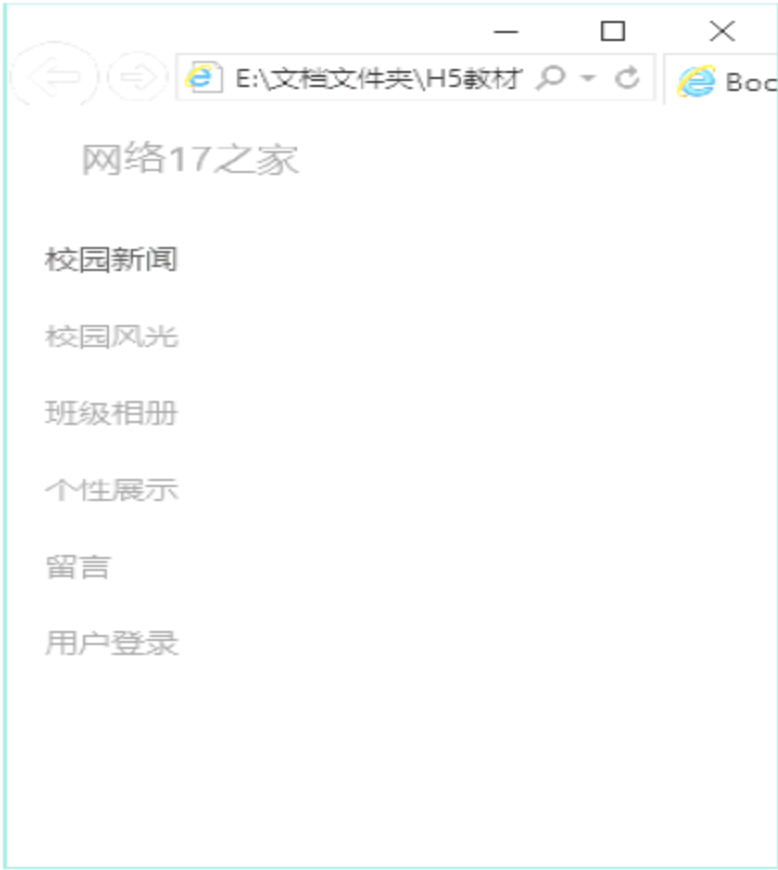 E:\文档文件夹\H5教材
Boc
网络17之家
校园新闻
校园风光
班级相册
个性展示
留言
用户登录